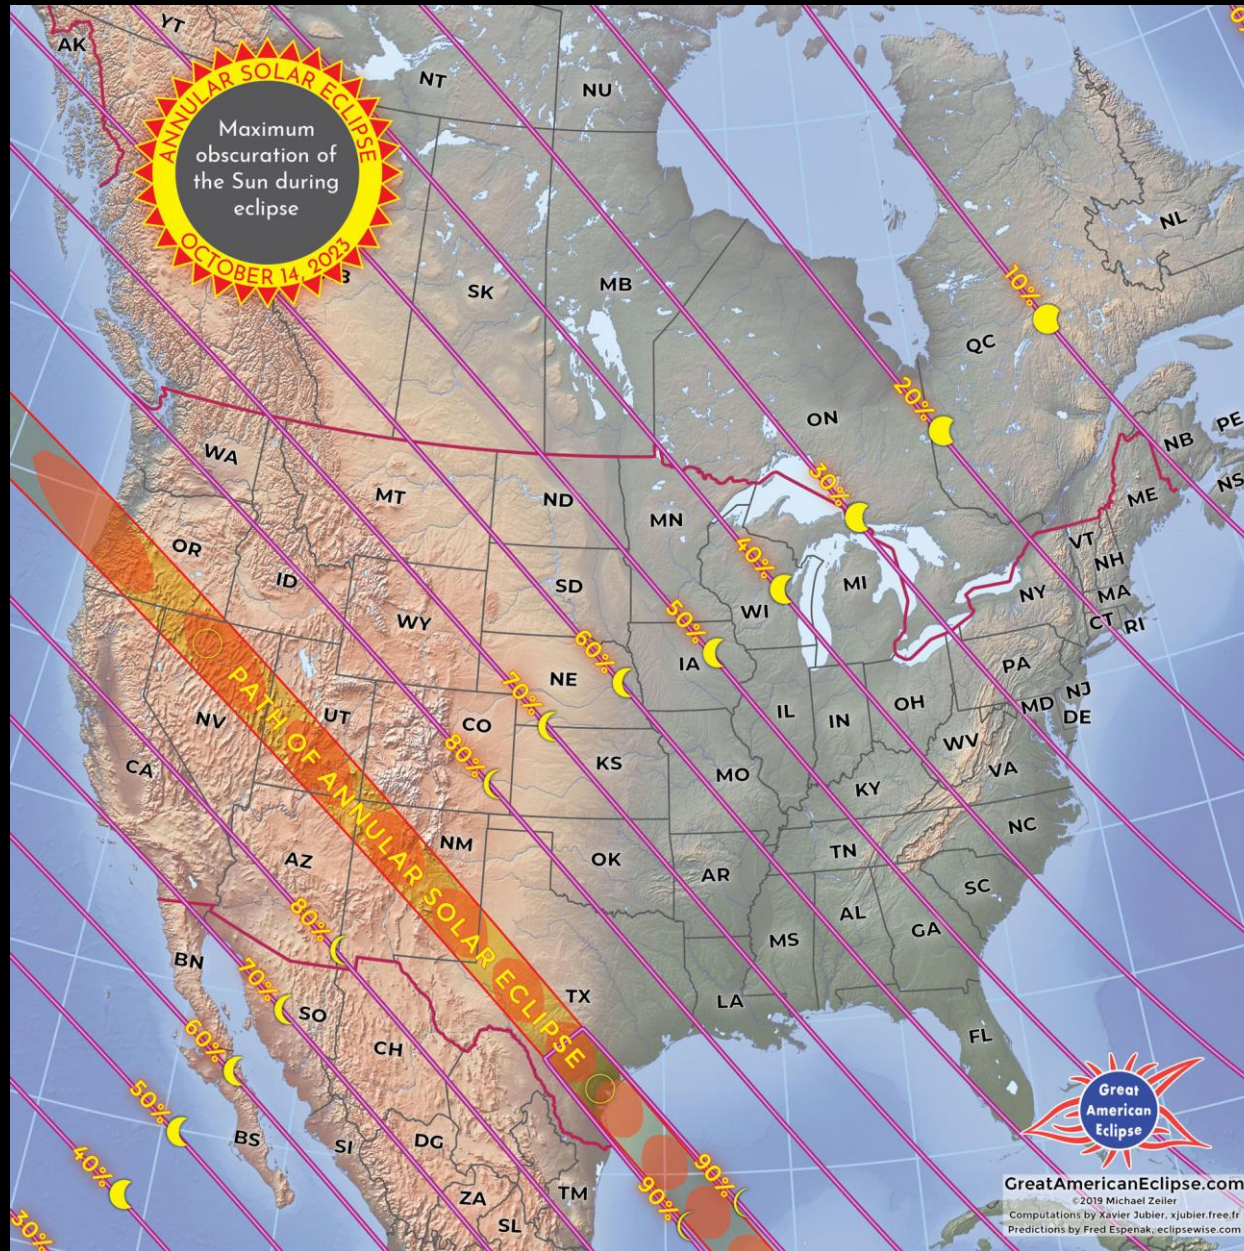 AK
YT
NT
NU
0%
ANNULAR SOLAR ECLIPSE
Maximum
obscuration of
the Sun during
eclipse
OCTOBER 14, 2023
B
SK
MB
NL
10%
QC
20%
ON
NB
PE
NS
ME
WA
MT
ND
MN
30%
VT
NH
MA
CT
RI
NY
OR
ID
SD
40%
WI
MI
WY
NE
60%
50%
IA
PA
NJ
MD
DE
PATH OF ANNULAR SOLAR ECLIPSE
NV
UT
CO
70%
80%
KS
IL
IN
OH
WV
VA
CA
MO
KY
NC
AZ
NM
OK
AR
TN
SC
AL
GA
MS
80%
BN
70%
SO
TX
LA
FL
60%
CH
50%
BS
SI
DG
40%
ZA
SL
TM
90%
90%
30%
Great
American
Eclipse
GreatAmericanEclipse.com
©2019 Michael Zeiler
Computations by Xavier Jubier, xjubier.free.fr
Predictions by Fred Espenak, eclipsewise.com